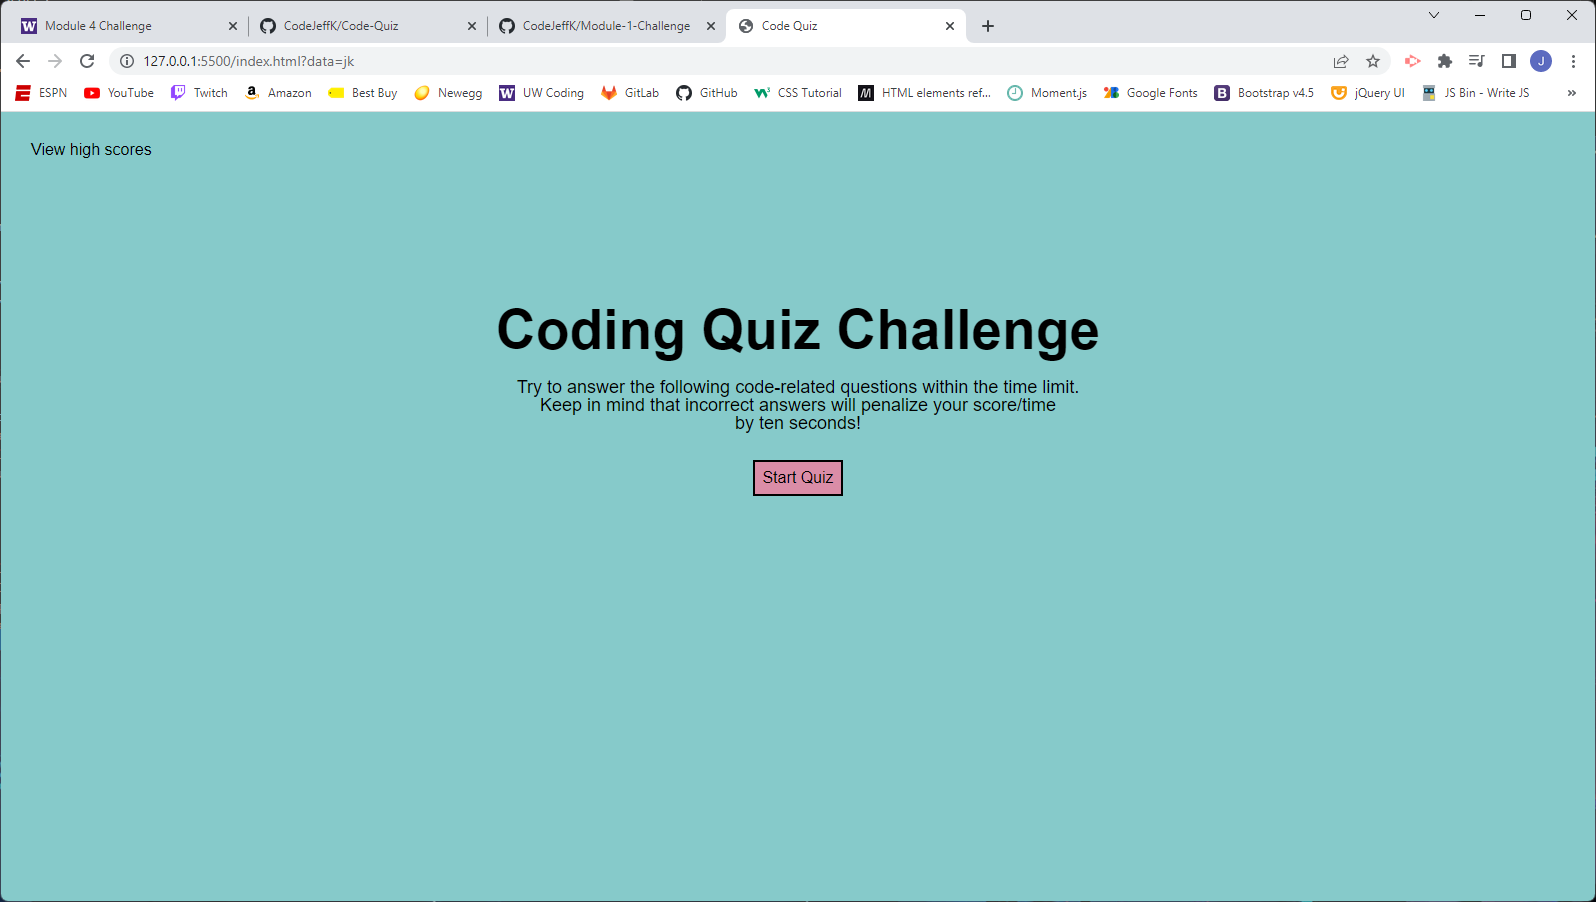 Module 4 Challenge
CodeJeffK/Code-Quiz
CodeJeffK/Module-1-Challenge
Code Quiz
127.0.0.1:5500/index.html?data=jk
J
ESPN
YouTube
Twitch
Amazon
Best Buy
Newegg
UW Coding
GitLab
GitHub
CSS Tutorial
HTML elements ref...
Moment.js
Google Fonts
Bootstrap v4.5
jQuery UI
JS Bin - Write JS
View high scores
Coding Quiz Challenge
Try to answer the following code-related questions within the time limit.
Keep in mind that incorrect answers will penalize your score/time
by ten seconds!
Start Quiz